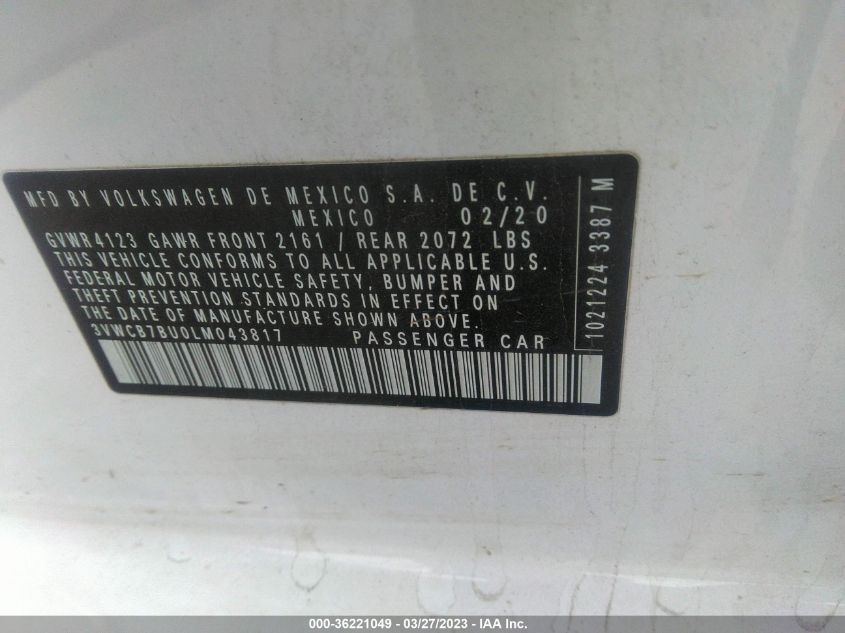 MFD BY VOLKSWAGEN DE MEXICO S.A. DE C.V.
MEXICO 02/20
GVWR 4123 GAWR FRONT 2161 / REAR 2072 LBS
THIS VEHICLE CONFORMS TO ALL APPLICABLE U.S.
FEDERAL MOTOR VEHICLE SAFETY, BUMPER AND
THEFT PREVENTION STANDARDS IN EFFECT ON
THE DATE OF MANUFACTURE SHOWN ABOVE.
3VWCB7BU0LM043817 PASSENGER CAR
1021224 3387 M
000-36221049 - 03/27/2023 - IAA Inc.